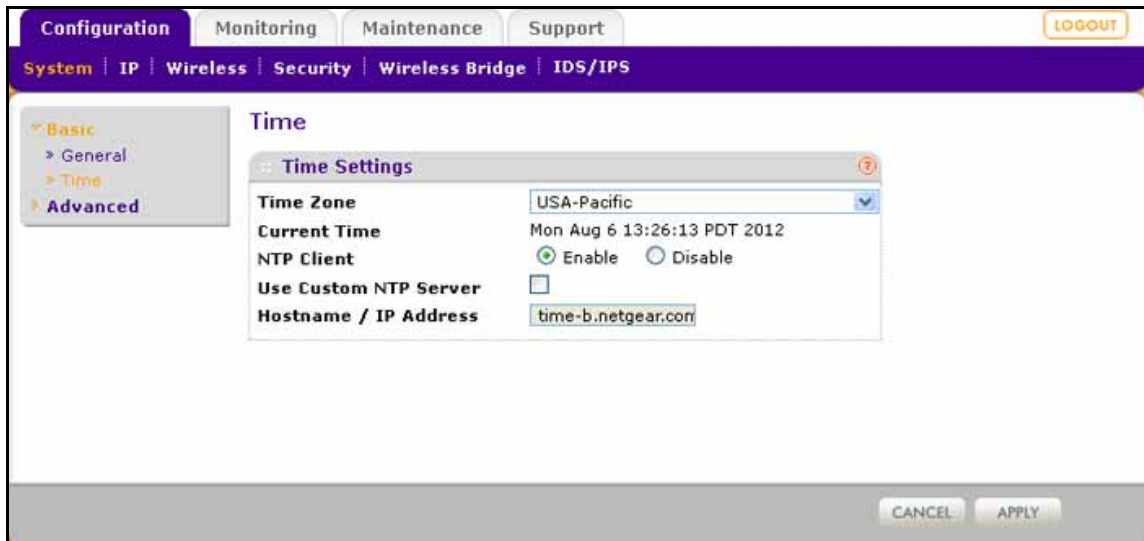 Configuration Monitoring Maintenance Support LOGOUT
System IP Wireless Security Wireless Bridge IDS/IPS
Basic
General
Time
Advanced
Time
Time Settings ?
Time Zone USA-Pacific
Current Time Mon Aug 6 13:26:13 PDT 2012
NTP Client Enable Disable
Use Custom NTP Server
Hostname / IP Address time-b.netgear.com
CANCEL APPLY